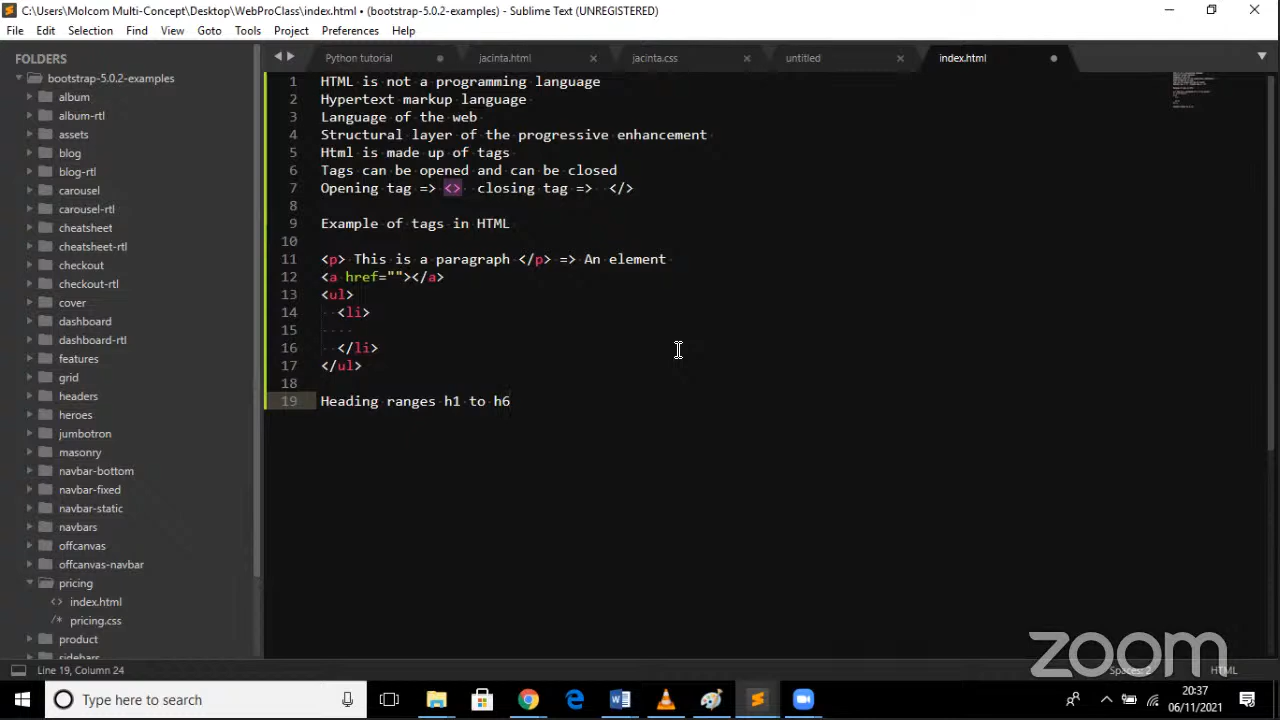 C:\Users\Molcom Multi-Concept\Desktop\WebProClass\index.html • (bootstrap-5.0.2-examples) - Sublime Text (UNREGISTERED)
File Edit Selection Find View Goto Tools Project Preferences Help
FOLDERS
bootstrap-5.0.2-examples
album
album-rtl
assets
blog
blog-rtl
carousel
carousel-rtl
cheatsheet
cheatsheet-rtl
checkout
checkout-rtl
cover
dashboard
dashboard-rtl
features
grid
headers
heroes
jumbotron
masonry
navbar-bottom
navbar-fixed
navbar-static
navbars
offcanvas
offcanvas-navbar
pricing
<> index.html
/* pricing.css
product
sidebars
Python tutorial jacinta.html jacinta.css untitled index.html
1 HTML is not a programming language
2 Hypertext markup language
3 Language of the web
4 Structural layer of the progressive enhancement
5 Html is made up of tags
6 Tags can be opened and can be closed
7 Opening tag => <> closing tag => </>
8
9 Example of tags in HTML
10
11 <p> This is a paragraph </p> => An element
12 <a href=""></a>
13 <ul>
14 <li>
15
16 </li>
17 </ul>
18
19 Heading ranges h1 to h6
zoom
Line 19, Column 24 Spaces: 2 HTML
Type here to search
20:37
06/11/2021